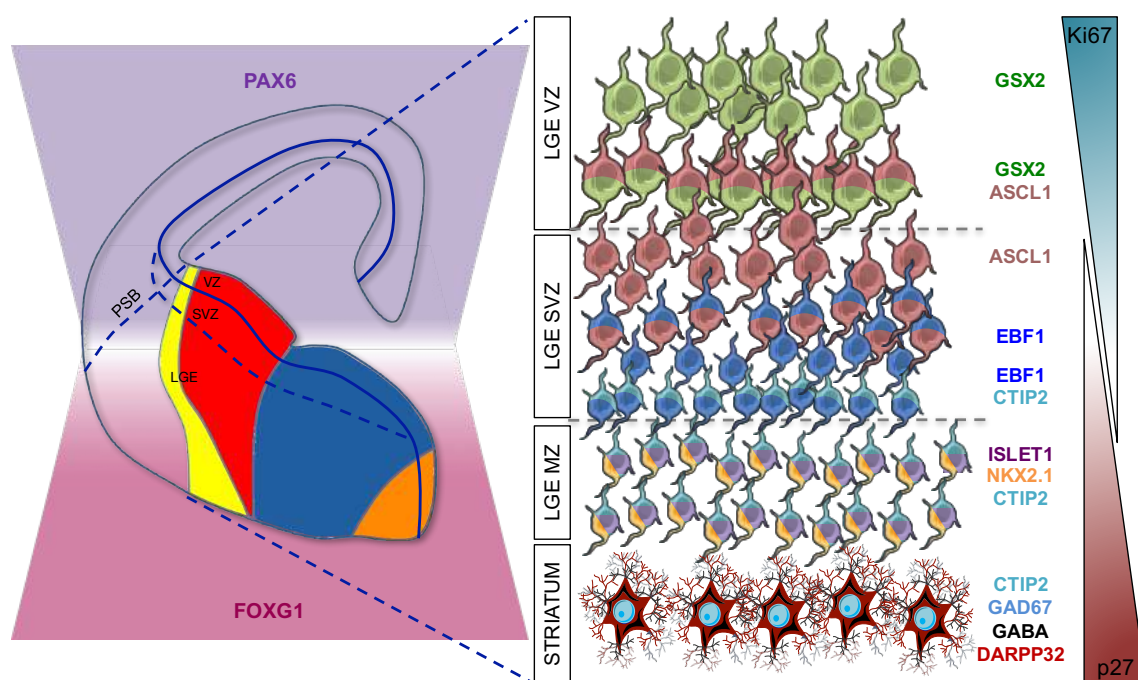 PAX6
PSB
VZ
SVZ
LGE
FOXG1
LGE VZ
LGE SVZ
LGE MZ
STRIATUM
GSX2
GSX2
ASCL1
ASCL1
EBF1
EBF1
CTIP2
ISLET1
NKX2.1
CTIP2
CTIP2
GAD67
GABA
DARPP32
Ki67
p27